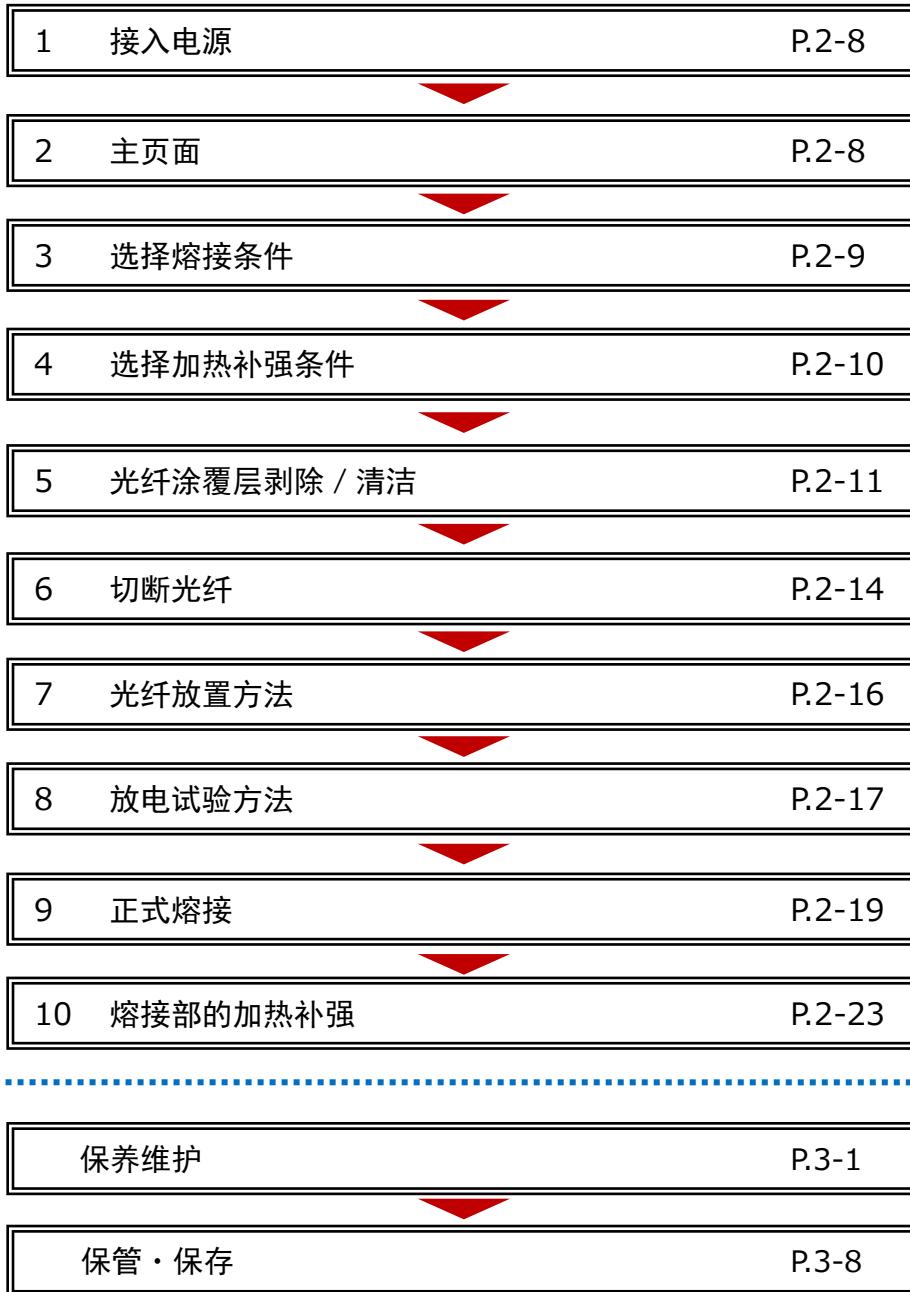 1 接入电源 P.2-8
2 主页面 P.2-8
3 选择熔接条件 P.2-9
4 选择加热补强条件 P.2-10
5 光纤涂覆层剥除 / 清洁 P.2-11
6 切断光纤 P.2-14
7 光纤放置方法 P.2-16
8 放电试验方法 P.2-17
9 正式熔接 P.2-19
10 熔接部的加热补强 P.2-23
保养维护 P.3-1
保管・保存 P.3-8